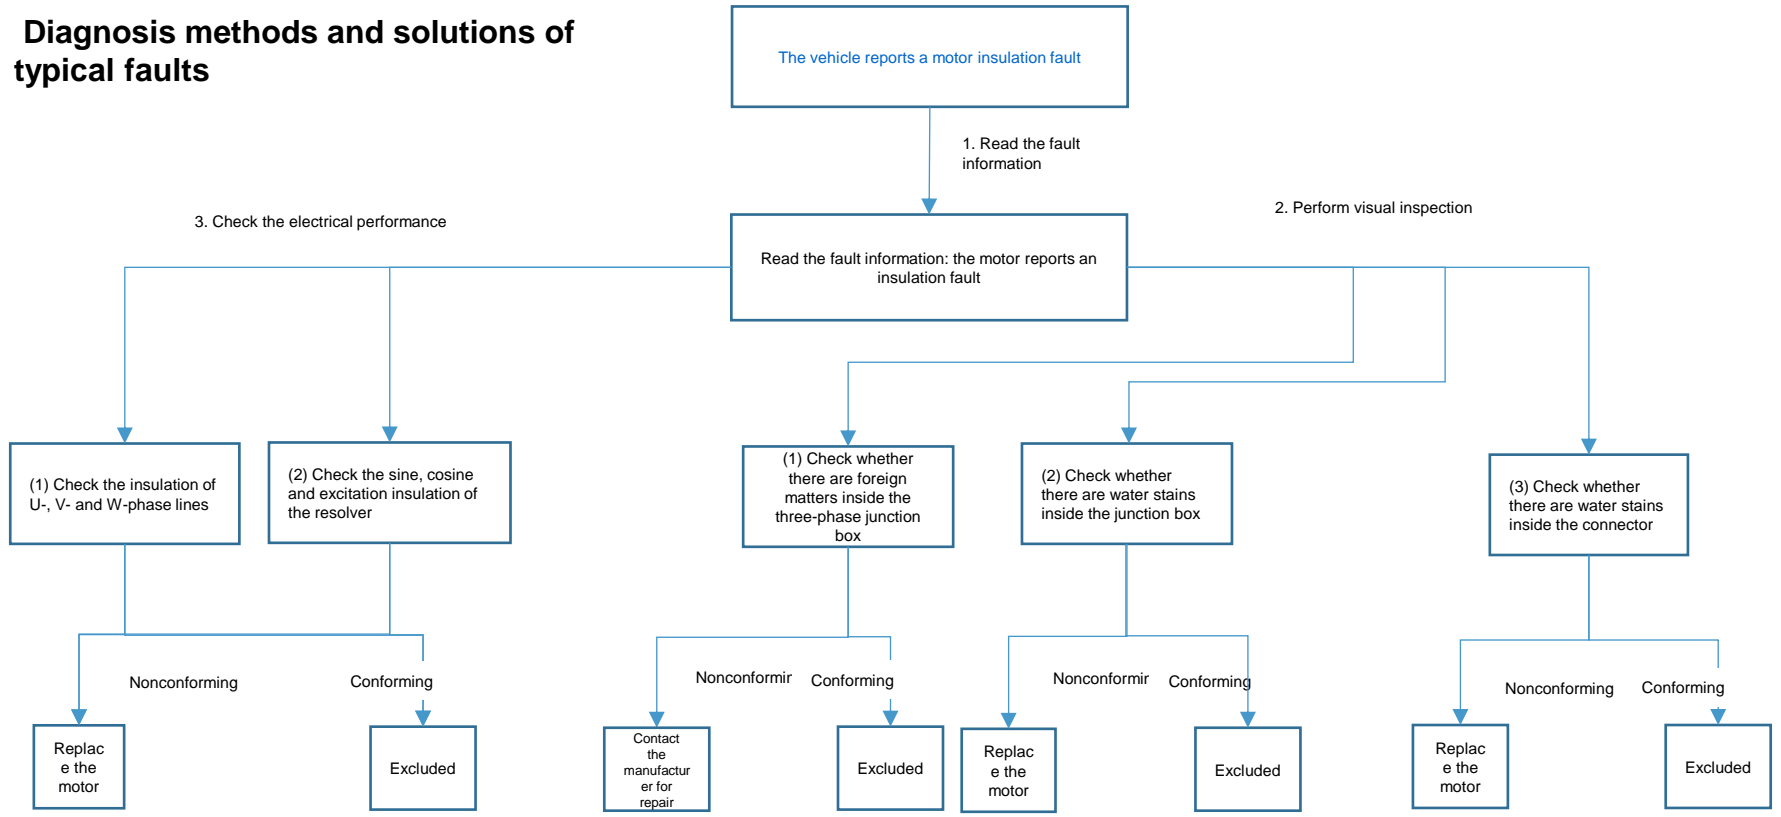 Diagnosis methods and solutions of
typical faults
The vehicle reports a motor insulation fault
1. Read the fault
information
3. Check the electrical performance
2. Perform visual inspection
Read the fault information: the motor reports an
insulation fault
(1) Check the insulation of
U-, V- and W-phase lines
(2) Check the sine, cosine
and excitation insulation of
the resolver
(1) Check whether
there are foreign
matters inside the
three-phase junction
box
(2) Check whether
there are water stains
inside the junction box
(3) Check whether
there are water stains
inside the connector
Nonconforming
Conforming
Nonconformir
Conforming
Nonconformir
Conforming
Nonconforming
Conforming
Replac
e the
motor
Excluded
Contact
the
manufactur
er for
repair
Excluded
Replac
e the
motor
Excluded
Replac
e the
motor
Excluded